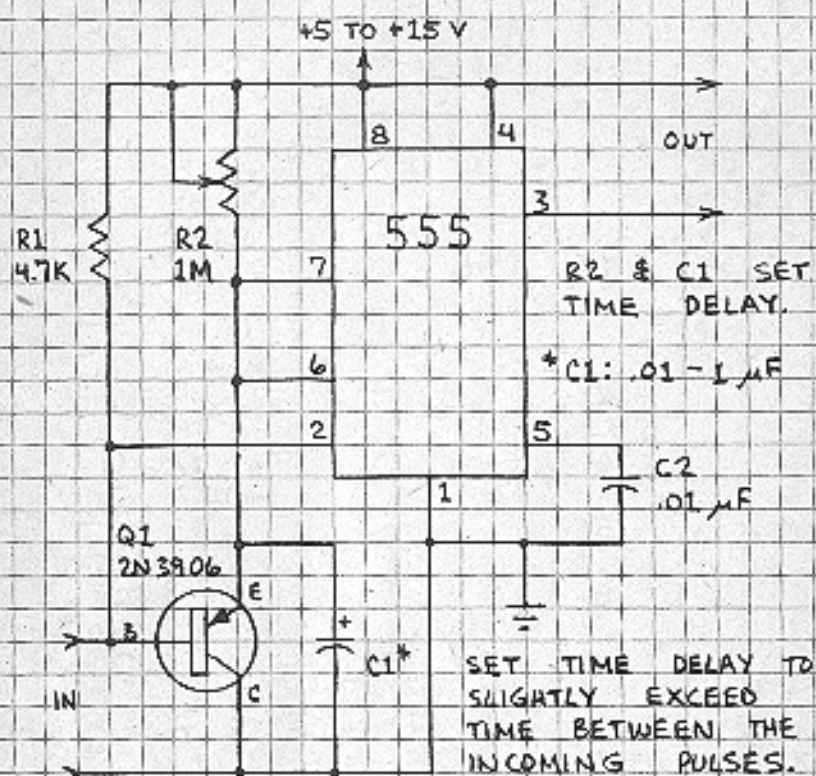 +5 TO +15 V
8
4
OUT
3
555
R1
4.7K
R2
1M
7
R2 & C1 SET
TIME DELAY.
6
*C1: .01 - 1 µF
2
5
C2
.01 µF
1
Q1
2N3906
E
B
+
C1*
C
IN
SET TIME DELAY TO
SLIGHTLY EXCEED
TIME BETWEEN THE
INCOMING PULSES.